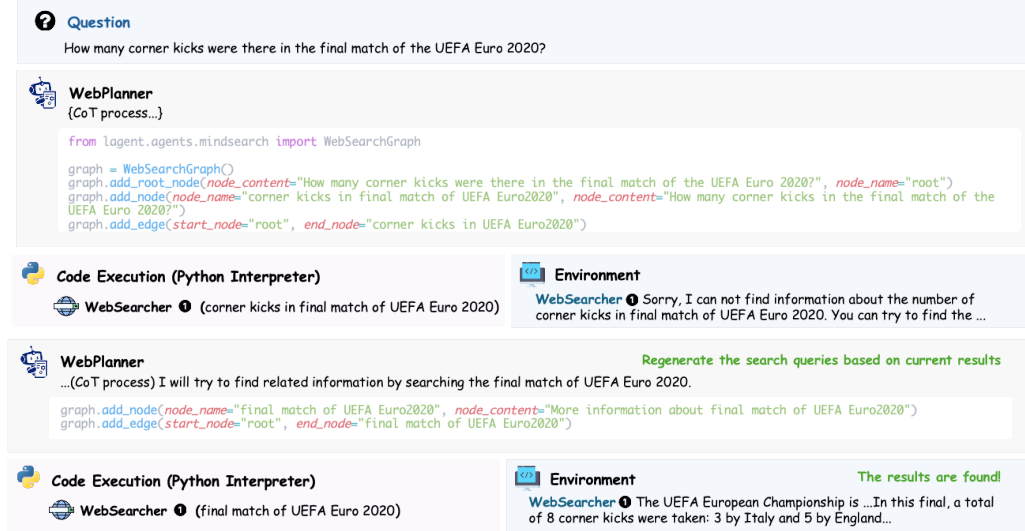 Question
How many corner kicks were there in the final match of the UEFA Euro 2020?
WebPlanner
{CoT process...}
from lagent.agents.mindsearch import WebSearchGraph
graph = WebSearchGraph()
graph.add_root_node(node_content="How many corner kicks were there in the final match of the UEFA Euro 2020?", node_name="root")
graph.add_node(node_name="corner kicks in final match of UEFA Euro2020", node_content="How many corner kicks in the final match of the
UEFA Euro 2020?")
graph.add_edge(start_node="root", end_node="corner kicks in UEFA Euro2020")
Code Execution (Python Interpreter)
WebSearcher 1 (corner kicks in final match of UEFA Euro 2020)
Environment
WebSearcher 1 Sorry, I can not find information about the number of
corner kicks in final match of UEFA Euro 2020. You can try to find the ...
WebPlanner
Regenerate the search queries based on current results
...(CoT process) I will try to find related information by searching the final match of UEFA Euro 2020.
graph.add_node(node_name="final match of UEFA Euro2020", node_content="More information about final match of UEFA Euro2020")
graph.add_edge(start_node="root", end_node="final match of UEFA Euro2020")
Code Execution (Python Interpreter)
WebSearcher 1 (final match of UEFA Euro 2020)
Environment
The results are found!
WebSearcher 1 The UEFA European Championship is ...In this final, a total
of 8 corner kicks were taken: 3 by Italy and 5 by England...